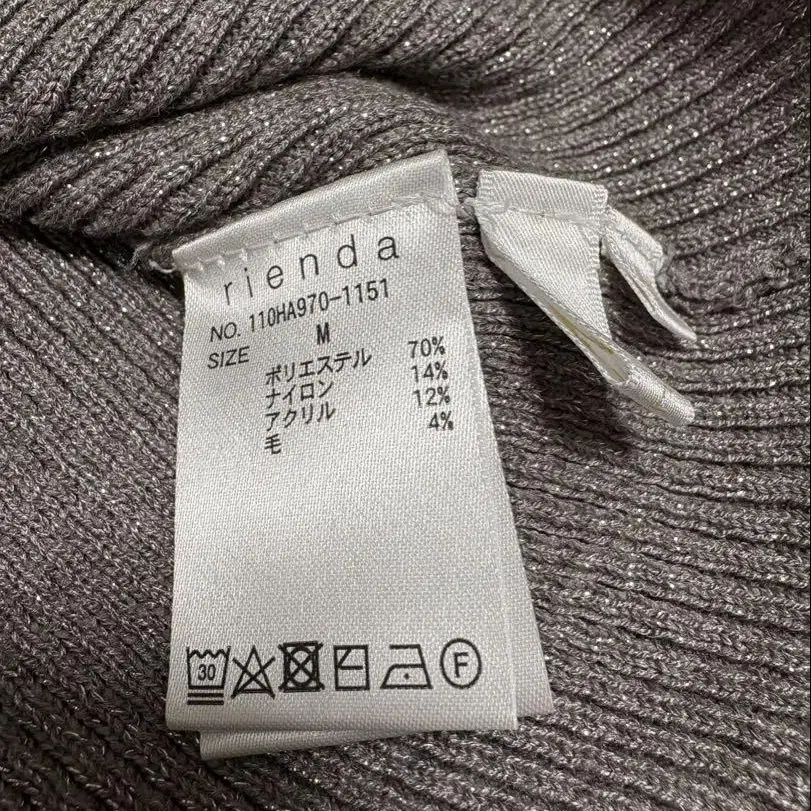 rienda
NO. 110HA970-1151
SIZE M
ポリエステル 70%
ナイロン 14%
アクリル 12%
毛 4%
30 F